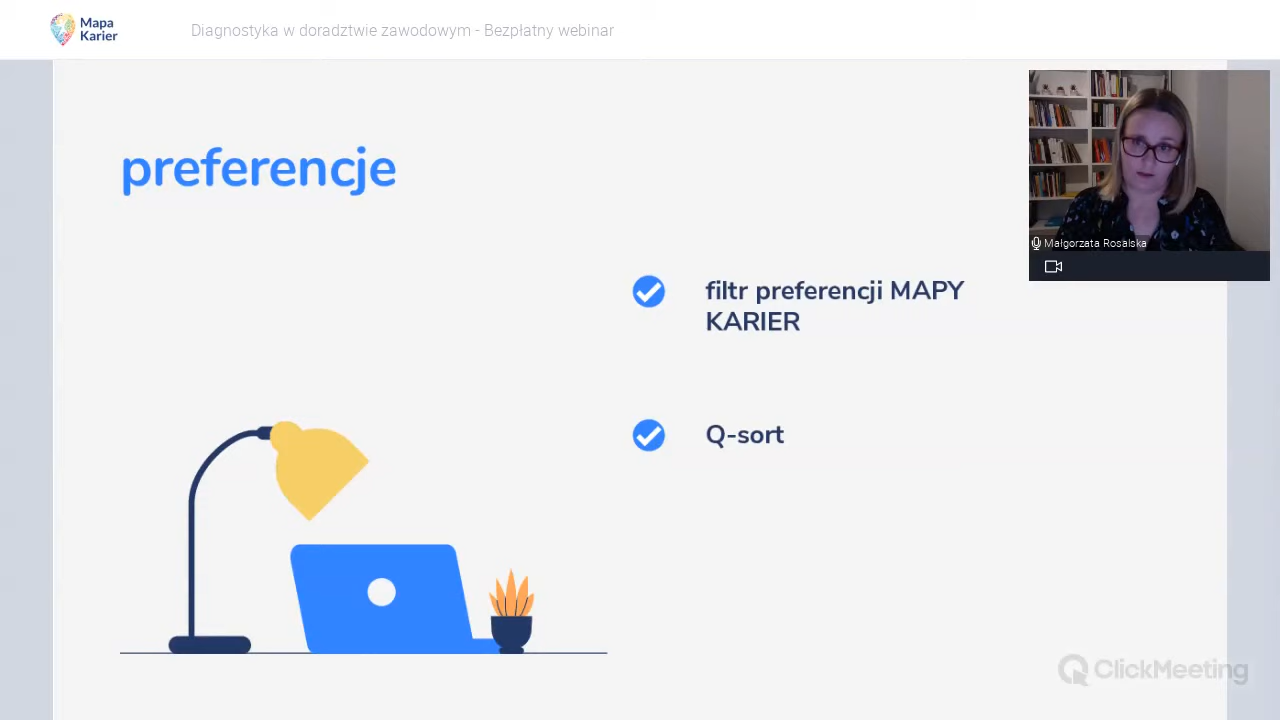 Mapa
Karier
Diagnostyka w doradztwie zawodowym - Bezpłatny webinar
preferencje
filtr preferencji MAPY
KARIER
Q-sort
Małgorzata Rosalska
ClickMeeting